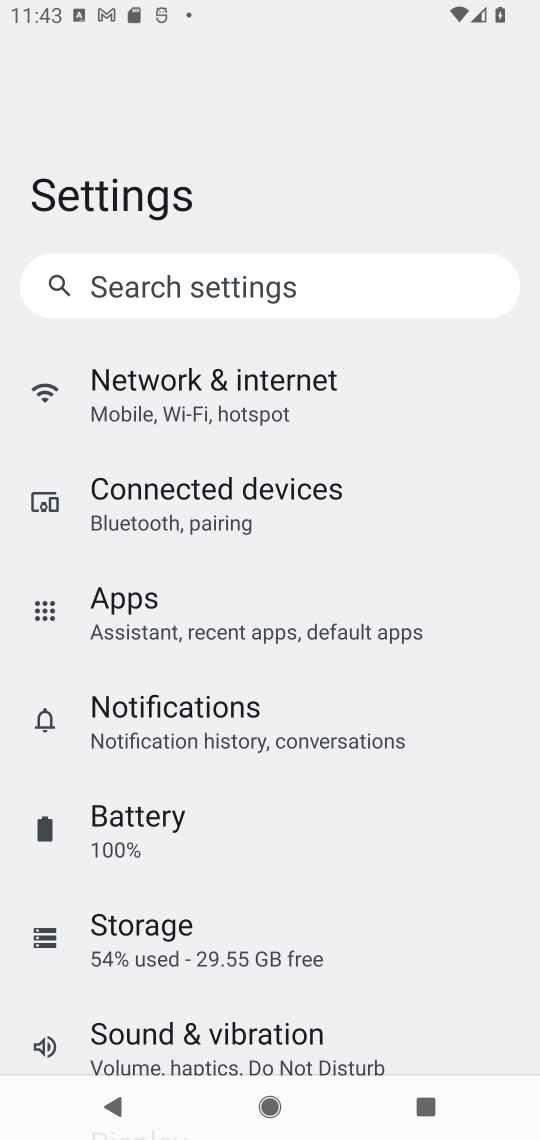 11:43
Settings
Search settings
Network & internet
Mobile, Wi-Fi, hotspot
Connected devices
Bluetooth, pairing
Apps
Assistant, recent apps, default apps
Notifications
Notification history, conversations
Battery
100%
Storage
54% used - 29.55 GB free
Sound & vibration
Volume, haptics, Do Not Disturb
Display